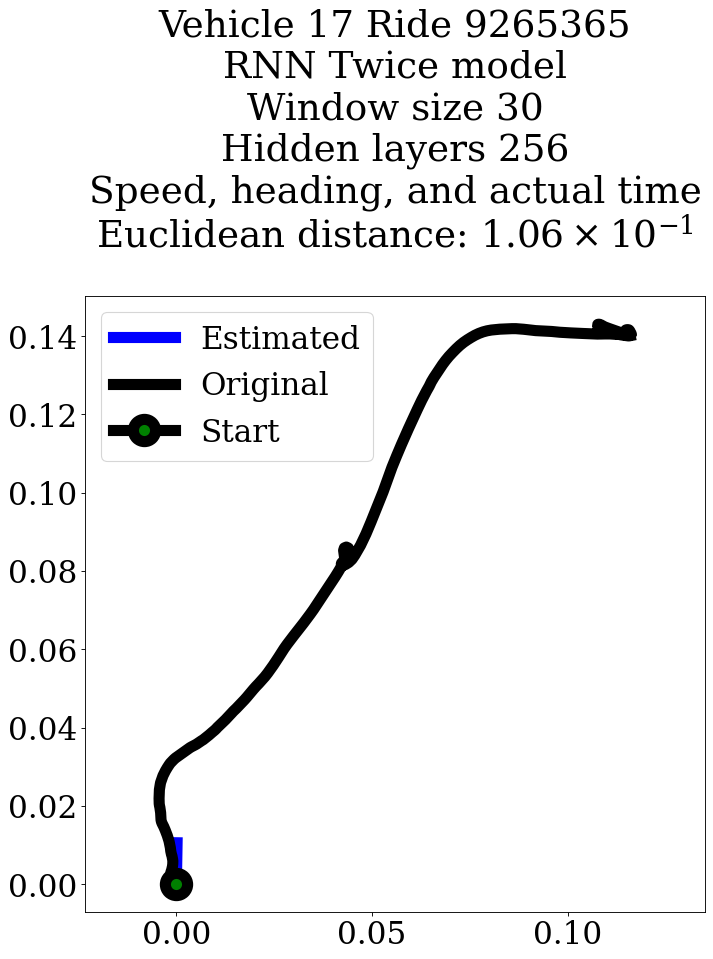 Vehicle 17 Ride 9265365
RNN Twice model
Window size 30
Hidden layers 256
Speed, heading, and actual time
Euclidean distance: 1.06 × 10⁻¹
Estimated
Original
Start
0.14
0.12
0.10
0.08
0.06
0.04
0.02
0.00
0.00 0.05 0.10